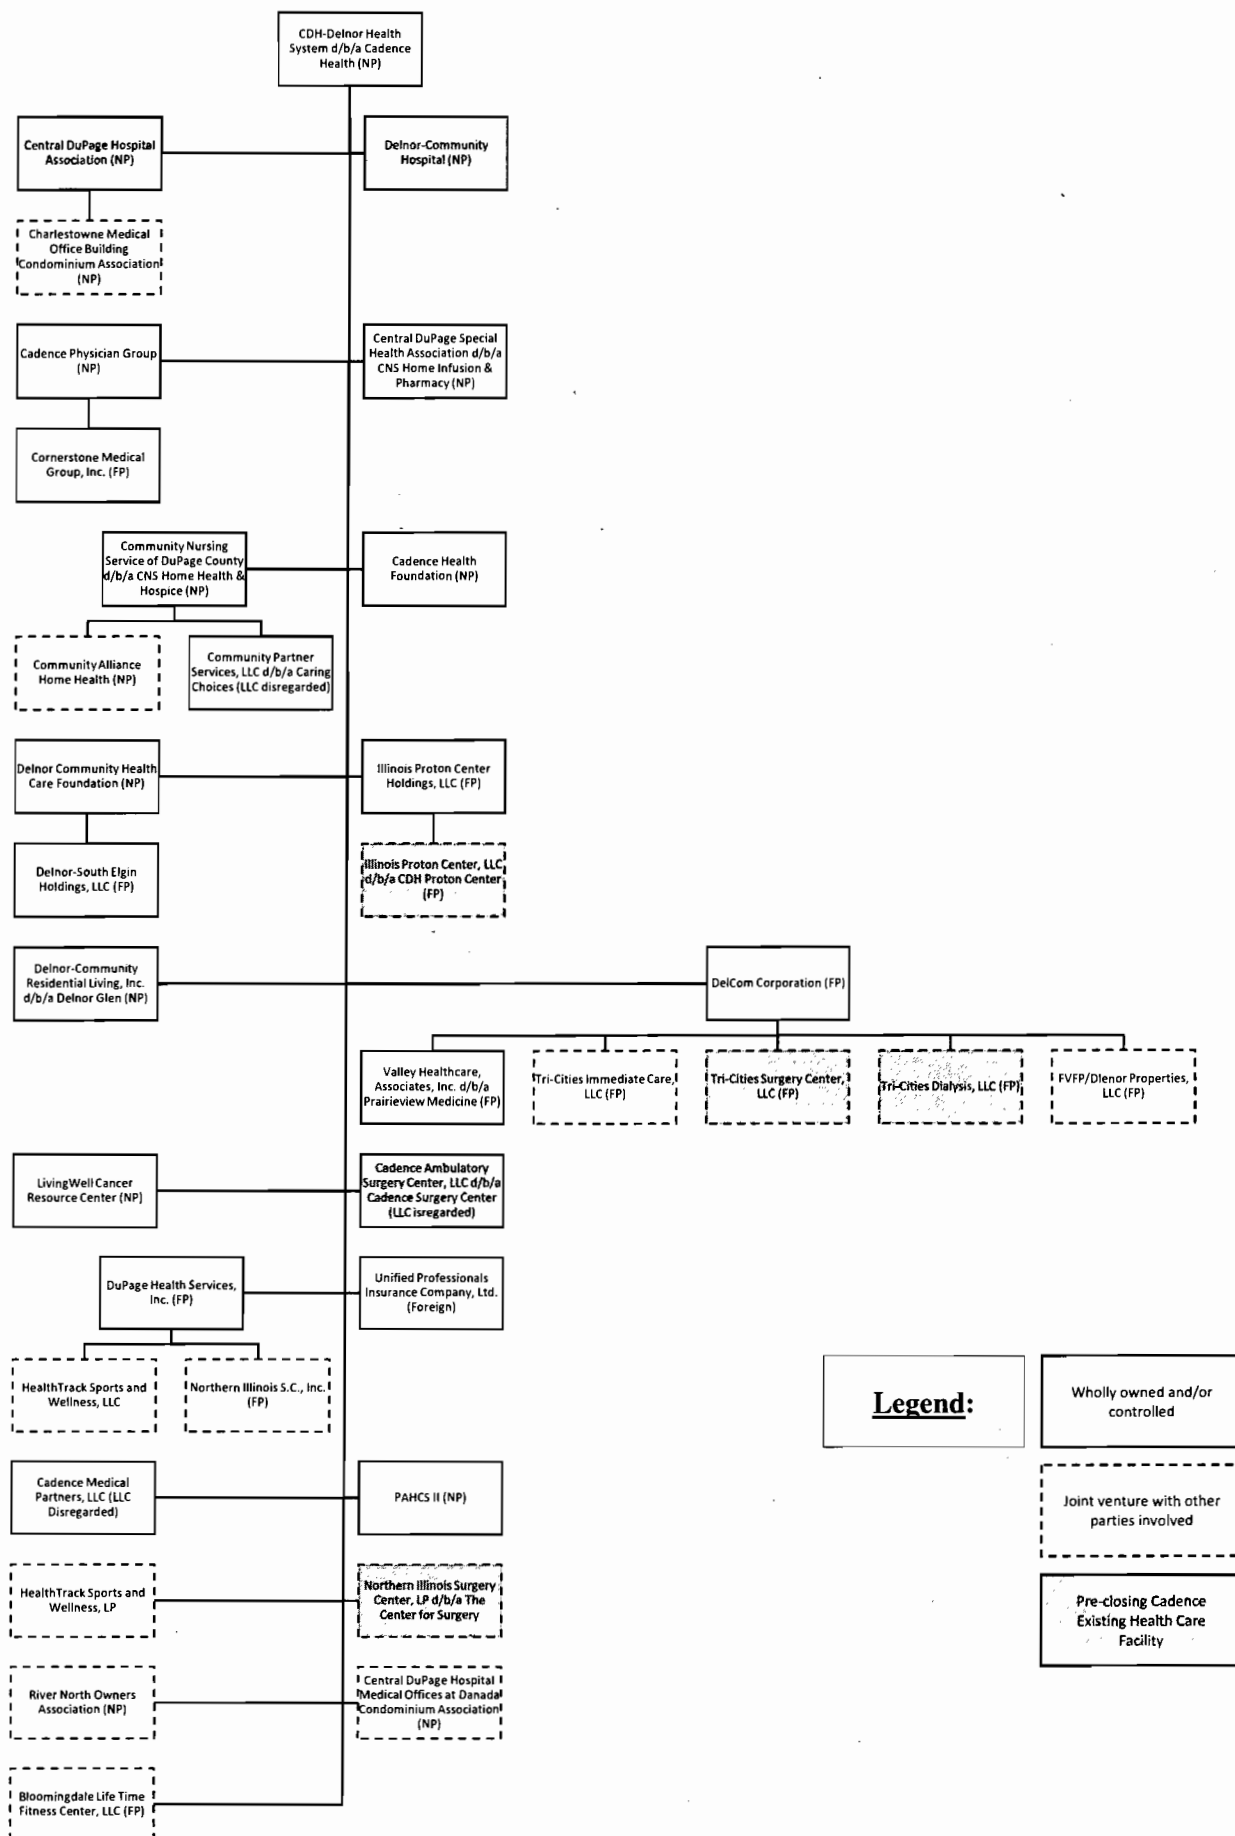 CDH-Delnor Health
System d/b/a Cadence
Health (NP)
Central DuPage Hospital
Association (NP)
Delnor-Community
Hospital (NP)
Charlestowne Medical
Office Building
Condominium Association
(NP)
Cadence Physician Group
(NP)
Central DuPage Special
Health Association d/b/a
CNS Home Infusion &
Pharmacy (NP)
Cornerstone Medical
Group, Inc. (FP)
Community Nursing
Service of DuPage County
d/b/a CNS Home Health &
Hospice (NP)
Cadence Health
Foundation (NP)
Community Alliance
Home Health (NP)
Community Partner
Services, LLC d/b/a Caring
Choices (LLC disregarded)
Delnor Community Health
Care Foundation (NP)
Illinois Proton Center
Holdings, LLC (FP)
Delnor-South Elgin
Holdings, LLC (FP)
Illinois Proton Center, LLC
d/b/a CDH Proton Center
(FP)
Delnor-Community
Residential Living, Inc.
d/b/a Delnor Glen (NP)
DelCom Corporation (FP)
Valley Healthcare,
Associates, Inc. d/b/a
Prairieview Medicine (FP)
Tri-Cities Immediate Care,
LLC (FP)
Tri-Cities Surgery Center,
LLC (FP)
Tri-Cities Dialysis, LLC (FP)
FVFP/Dlenor Properties,
LLC (FP)
LivingWell Cancer
Resource Center (NP)
Cadence Ambulatory
Surgery Center, LLC d/b/a
Cadence Surgery Center
(LLC isregarded)
DuPage Health Services,
Inc. (FP)
Unified Professionals
Insurance Company, Ltd.
(Foreign)
HealthTrack Sports and
Wellness, LLC
Northern Illinois S.C., Inc.
(FP)
Legend:
Wholly owned and/or
controlled
Cadence Medical
Partners, LLC (LLC
Disregarded)
PAHCS II (NP)
Joint venture with other
parties involved
HealthTrack Sports and
Wellness, LP
Northern Illinois Surgery
Center, LP d/b/a The
Center for Surgery
Pre-closing Cadence
Existing Health Care
Facility
River North Owners
Association (NP)
Central DuPage Hospital
Medical Offices at Danada
Condominium Association
(NP)
Bloomingdale Life Time
Fitness Center, LLC (FP)